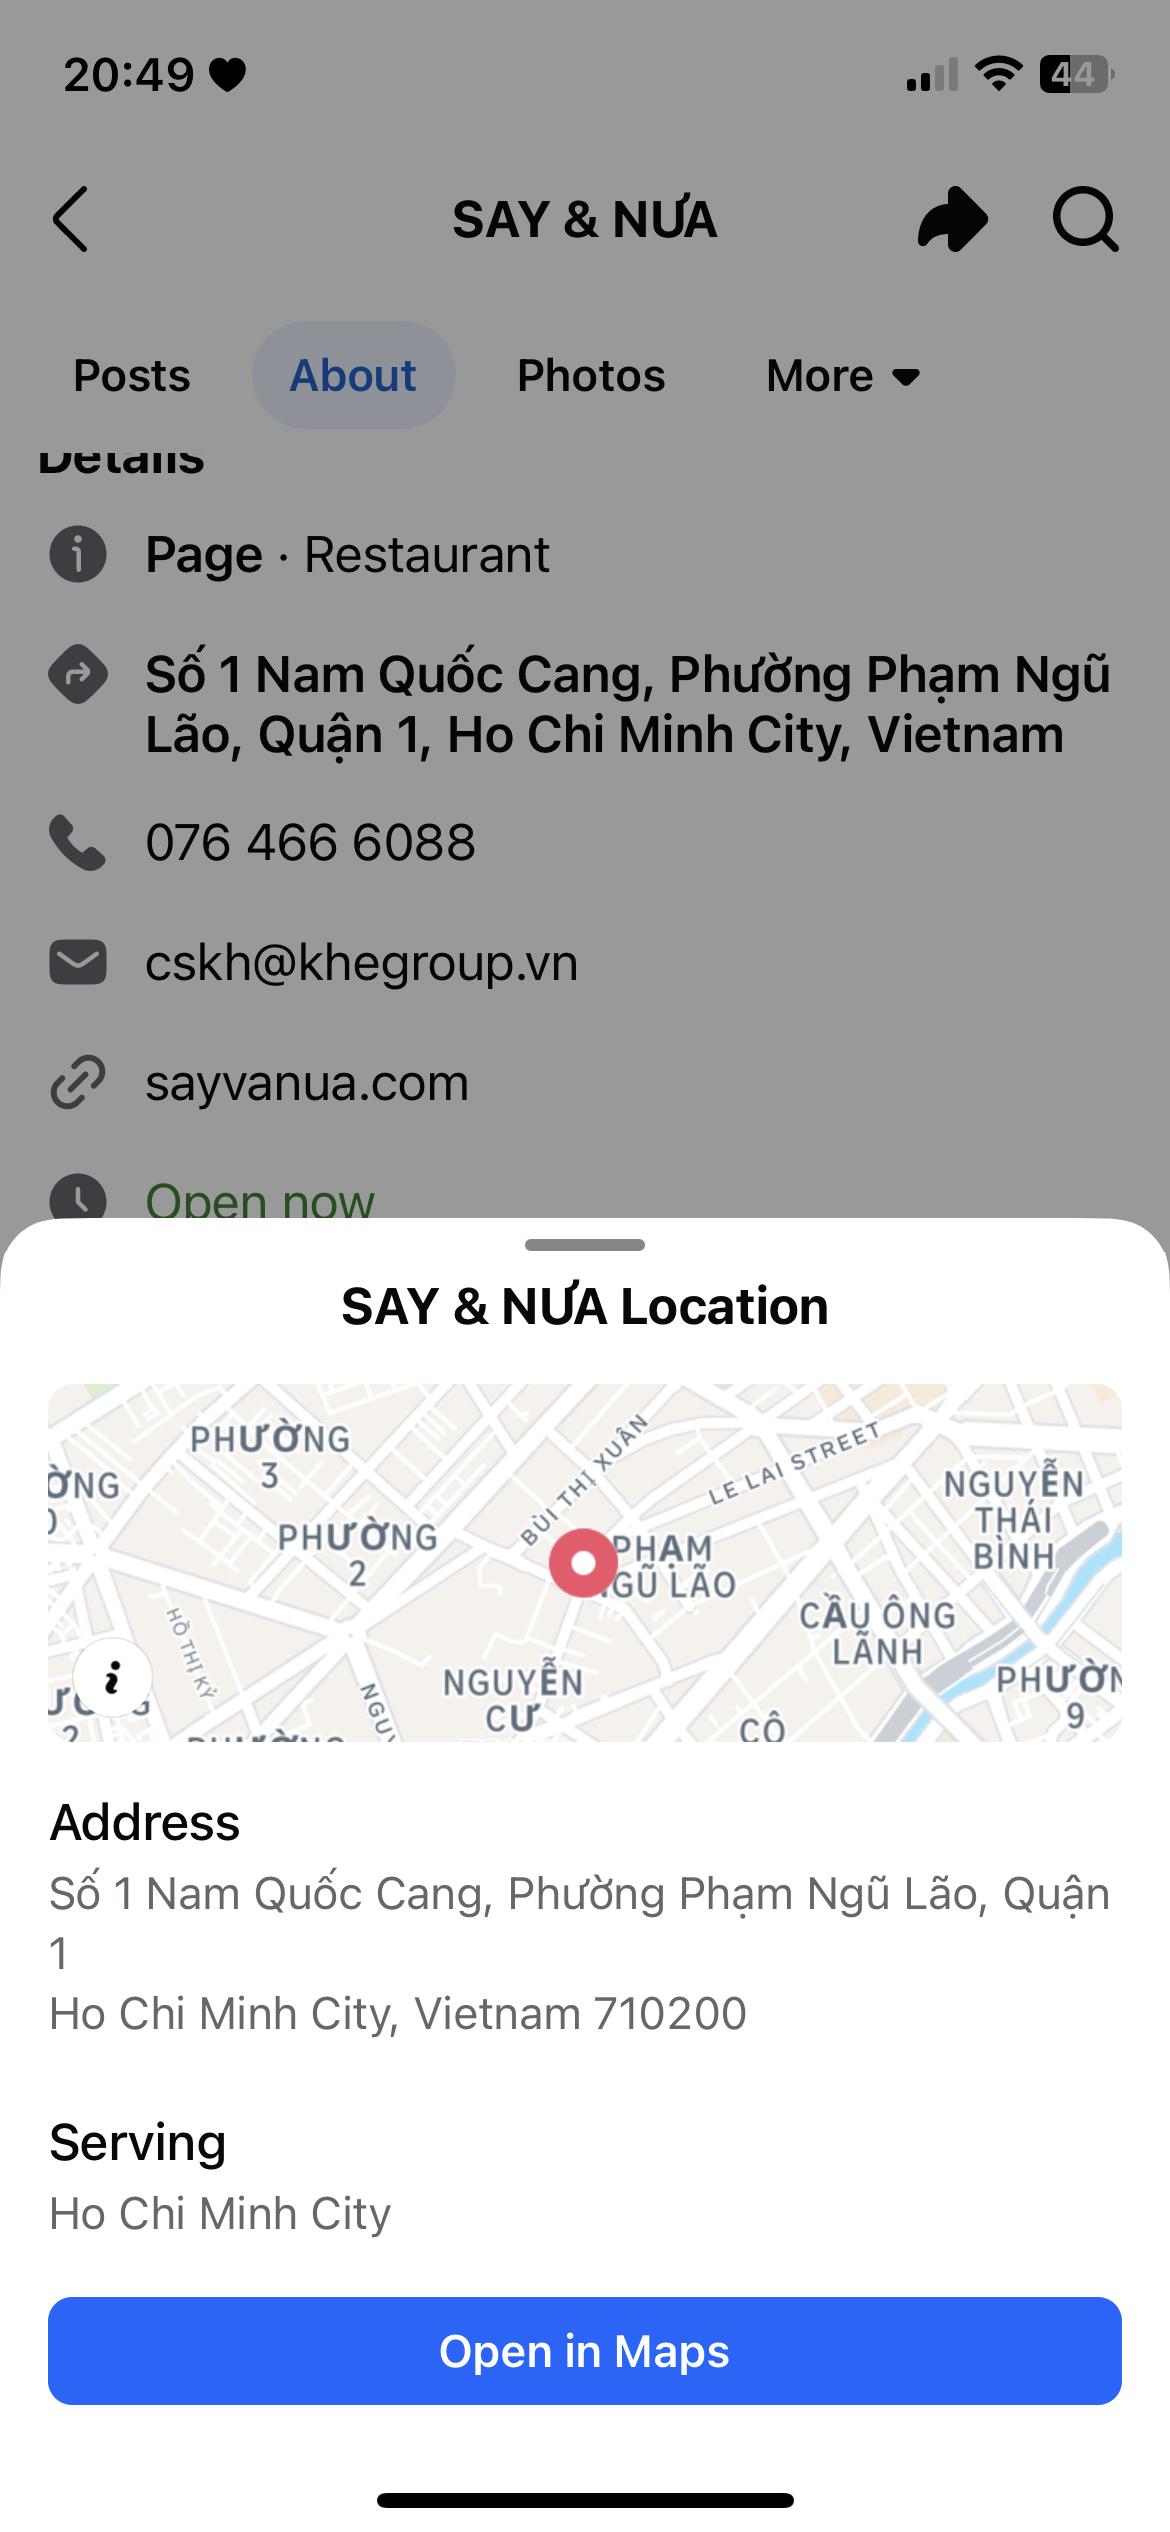 20:49
44
SAY & NƯA
Posts
About
Photos
More
Details
Page · Restaurant
Số 1 Nam Quốc Cang, Phường Phạm Ngũ
Lão, Quận 1, Ho Chi Minh City, Vietnam
076 466 6088
cskh@khegroup.vn
sayvanua.com
Open now
SAY & NƯA Location
PHƯỜNG
3
PHƯỜNG
2
BÙI THỊ XUÂN
LE LAI STREET
NGUYỄN
THÁI
BÌNH
PHẠM
NGŨ LÃO
CẦU ÔNG
LÃNH
HỒ THỊ KỶ
NGUYỄN
CƯ
CÔ
PHƯỜN
9
ƯỜNG
2
PHƯỜNG
Address
Số 1 Nam Quốc Cang, Phường Phạm Ngũ Lão, Quận
1
Ho Chi Minh City, Vietnam 710200
Serving
Ho Chi Minh City
Open in Maps